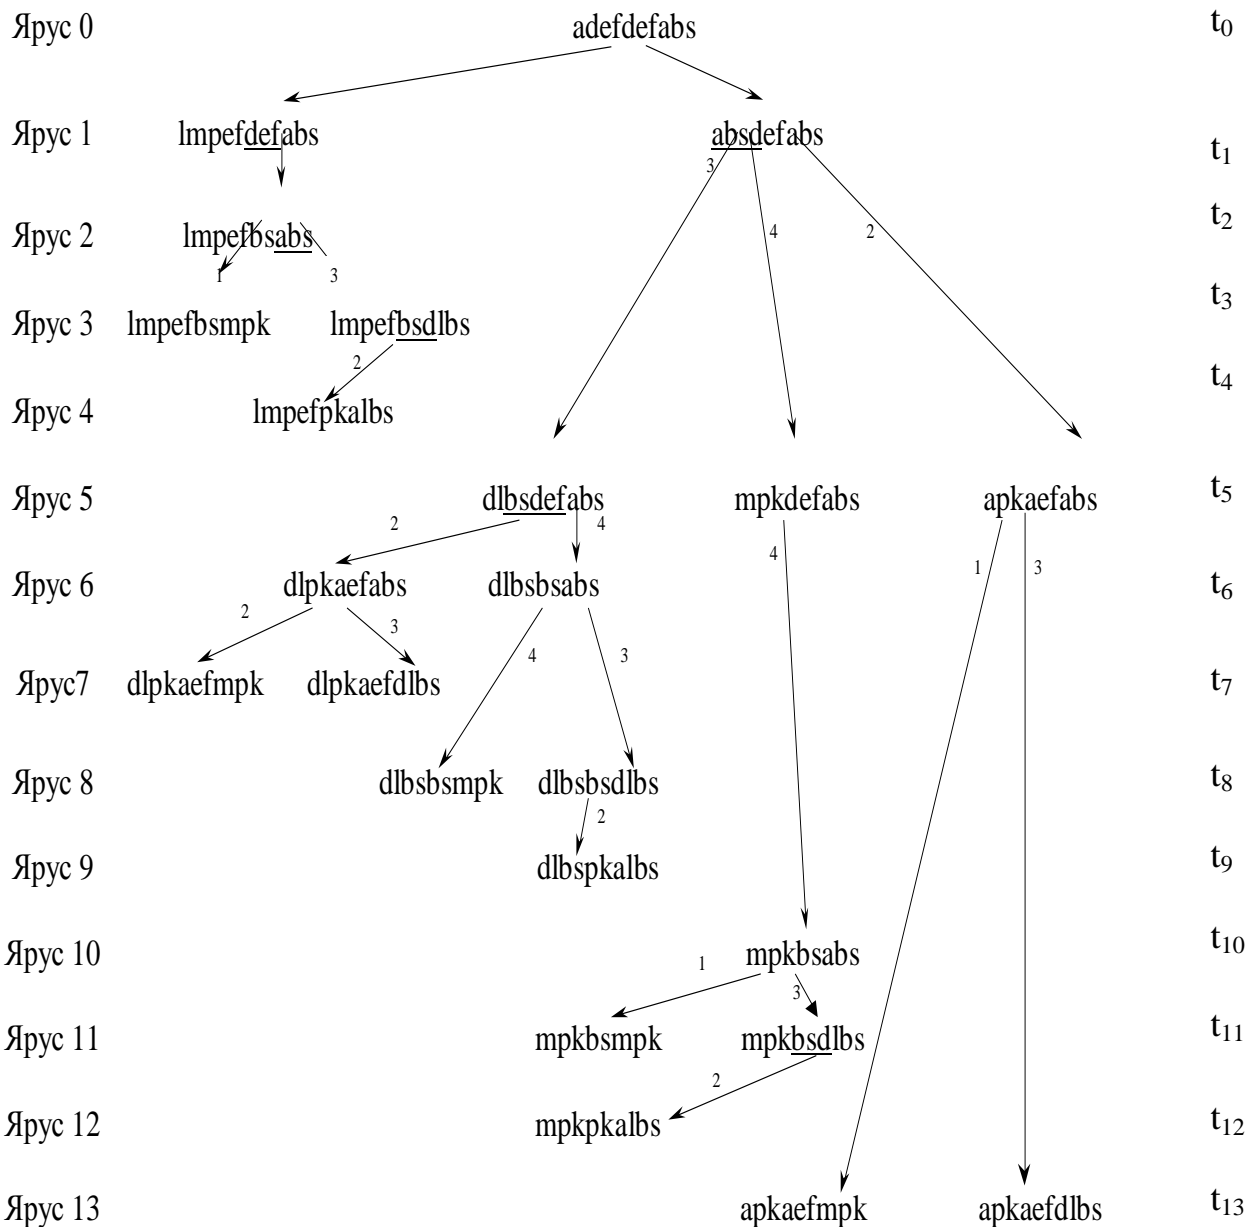 Ярус 0 adefdefabs t0
Ярус 1 lmpefdefabs absdefabs t1
3
Ярус 2 lmpefbsabs 4 2 t2
1 3
Ярус 3 lmpefbsmpk lmpefbsdlbs t3
2
Ярус 4 lmpefpkalbs t4
Ярус 5 dlbsdefabs mpkdefabs apkaefabs t5
2 4 4 1 3
Ярус 6 dlpkaefabs dlbsbsabs t6
2 3 4 3
Ярус7 dlpkaefmpk dlpkaefdlbs t7
Ярус 8 dlbsbsmpk dlbsbsdlbs t8
2
Ярус 9 dlbspkalbs t9
Ярус 10 mpkbsabs t10
1 3
Ярус 11 mpkbsmpk mpkbsdlbs t11
2
Ярус 12 mpkpkalbs t12
Ярус 13 apkaefmpk apkaefdlbs t13